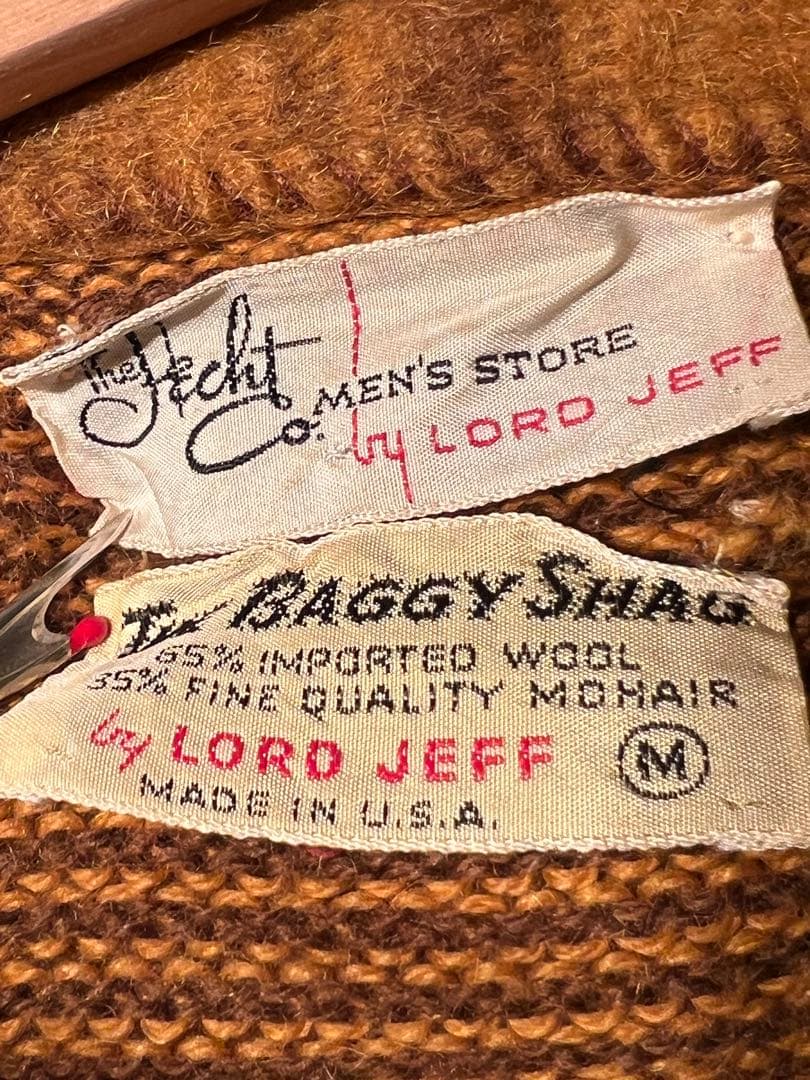 The Hecht Co. MEN'S STORE
by LORD JEFF
The BAGGY SHAG
65% IMPORTED WOOL
35% FINE QUALITY MOHAIR
by LORD JEFF M
MADE IN U.S.A.